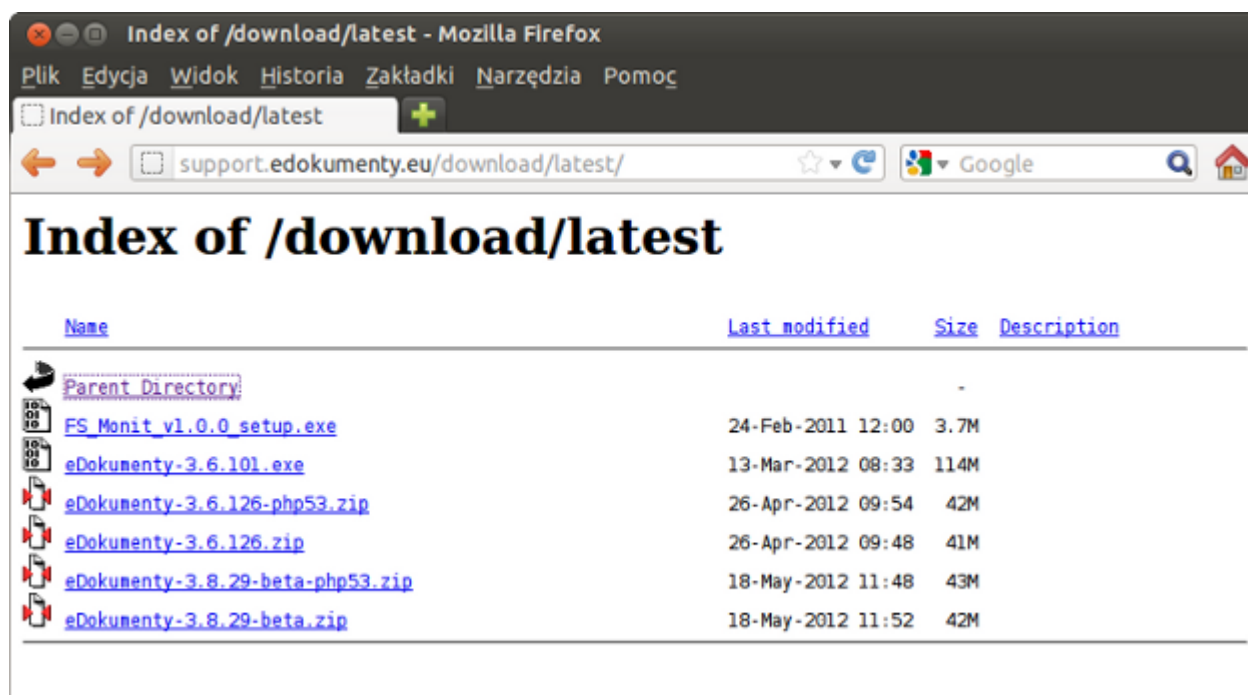 Index of /download/latest - Mozilla Firefox
Plik Edycja Widok Historia Zakładki Narzędzia Pomoc
Index of /download/latest
support.edokumenty.eu/download/latest/ Google
Index of /download/latest
Name Last modified Size Description
Parent Directory -
FS_Monit_v1.0.0_setup.exe 24-Feb-2011 12:00 3.7M
eDokumenty-3.6.101.exe 13-Mar-2012 08:33 114M
eDokumenty-3.6.126-php53.zip 26-Apr-2012 09:54 42M
eDokumenty-3.6.126.zip 26-Apr-2012 09:48 41M
eDokumenty-3.8.29-beta-php53.zip 18-May-2012 11:48 43M
eDokumenty-3.8.29-beta.zip 18-May-2012 11:52 42M